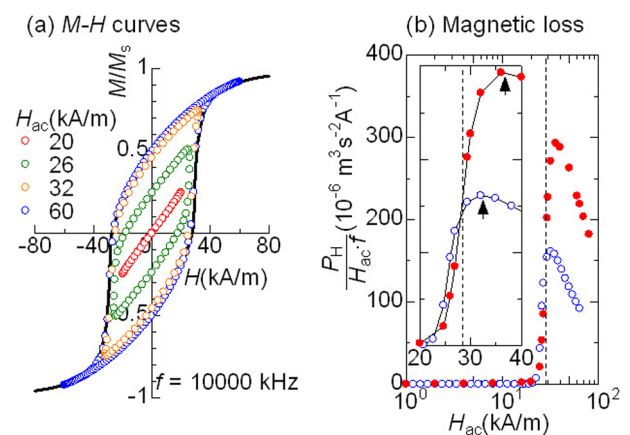 (a) M-H curves
(b) Magnetic loss
M/Ms
1
0.5
Hac(kA/m)
20
26
32
60
-80
-40
40
80
H(kA/m)
0.5
-1
f = 10000 kHz
PH
Hac·f
(10⁻⁶ m³s⁻²A⁻¹)
400
300
200
100
0
20
30
40
10⁰
10¹
10²
Hac(kA/m)